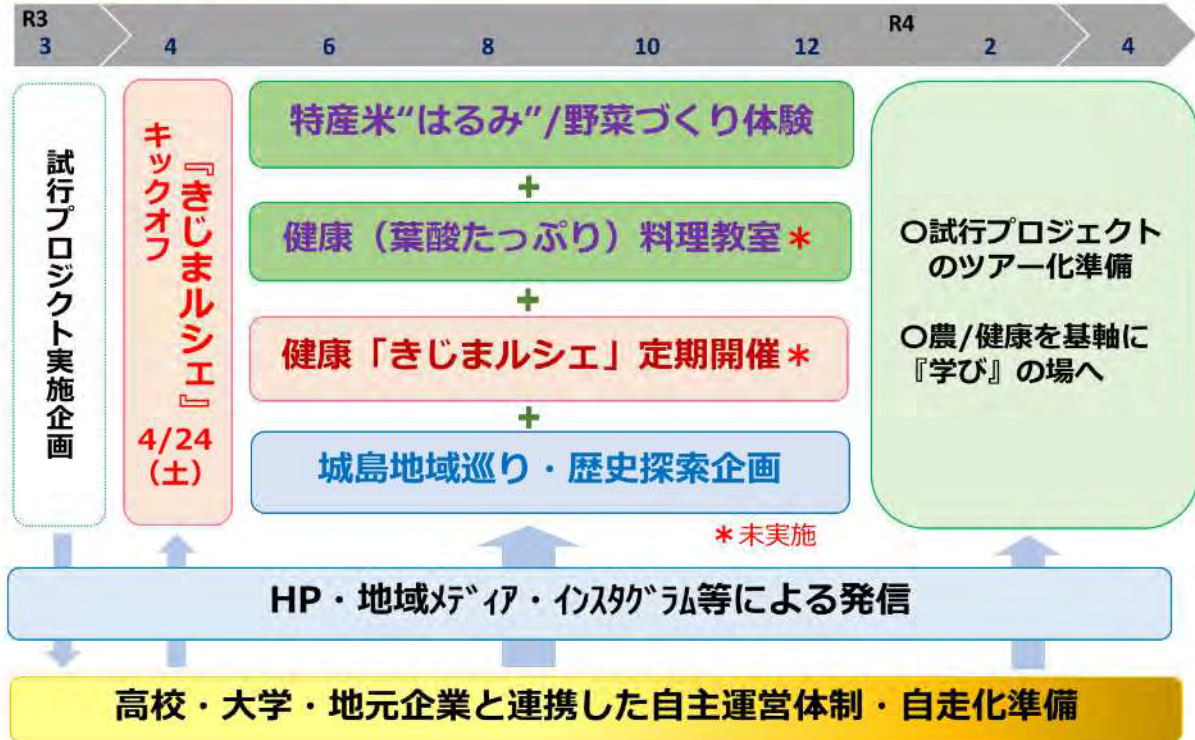 R3
R4
3 4 6 8 10 12 2 4
試行プロジクト実施企画
『きじまルシェ』
キックオフ
4/24
(土)
特産米“はるみ”/野菜づくり体験
+
健康（葉酸たっぷり）料理教室＊
+
健康「きじまルシェ」定期開催＊
+
城島地域巡り・歴史探索企画
＊未実施
〇試行プロジェクト
のツアー化準備
〇農/健康を基軸に
『学び』の場へ
HP・地域ﾒﾃﾞｨｱ・ｲﾝｽﾀｸﾞﾗﾑ等による発信
高校・大学・地元企業と連携した自主運営体制・自走化準備